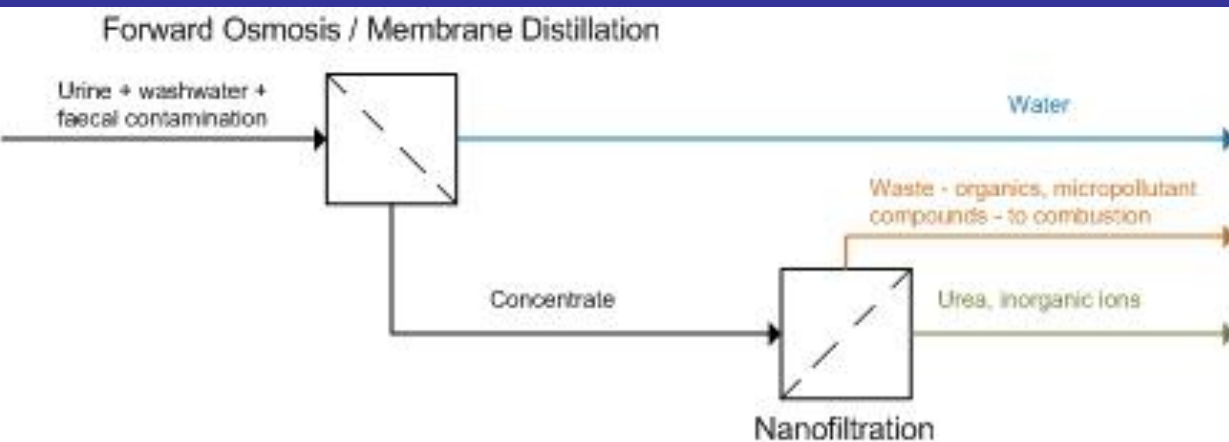 Forward Osmosis / Membrane Distillation
Urine + washwater +
faecal contamination
Water
Waste - organics, micropollutant
compounds - to combustion
Concentrate
Urea, inorganic ions
Nanofiltration